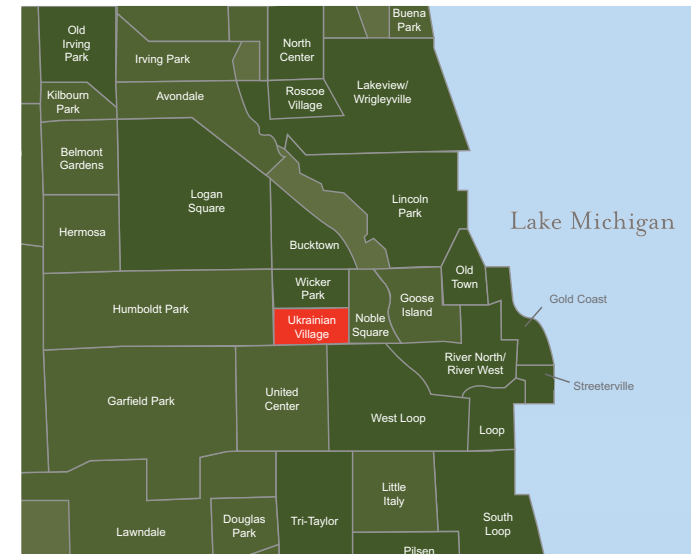 Buena
Park
Old
Irving
Park
North
Center
Irving Park
Lakeview/
Wrigleyville
Kilbourn
Park
Avondale
Roscoe
Village
Belmont
Gardens
Logan
Square
Lincoln
Park
Lake Michigan
Hermosa
Bucktown
Old
Town
Wicker
Park
Goose
Island
Gold Coast
Humboldt Park
Ukrainian
Village
Noble
Square
River North/
River West
Streeterville
United
Center
Garfield Park
West Loop
Loop
Little
Italy
Lawndale
Douglas
Park
Tri-Taylor
South
Loop
Pilsen